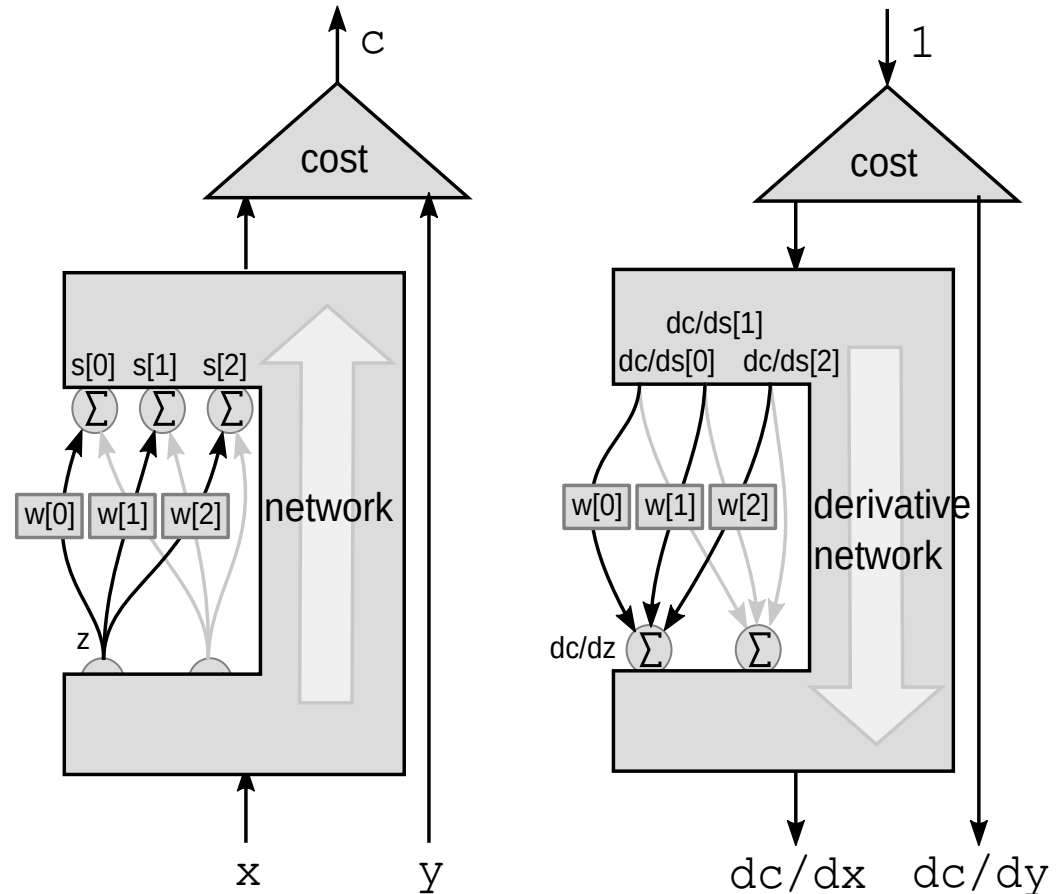 c
cost
s[0] s[1] s[2]
Σ Σ Σ
w[0] w[1] w[2]
network
z
x y
1
cost
dc/ds[1]
dc/ds[0] dc/ds[2]
w[0] w[1] w[2]
derivative
network
dc/dz
Σ Σ
dc/dx dc/dy